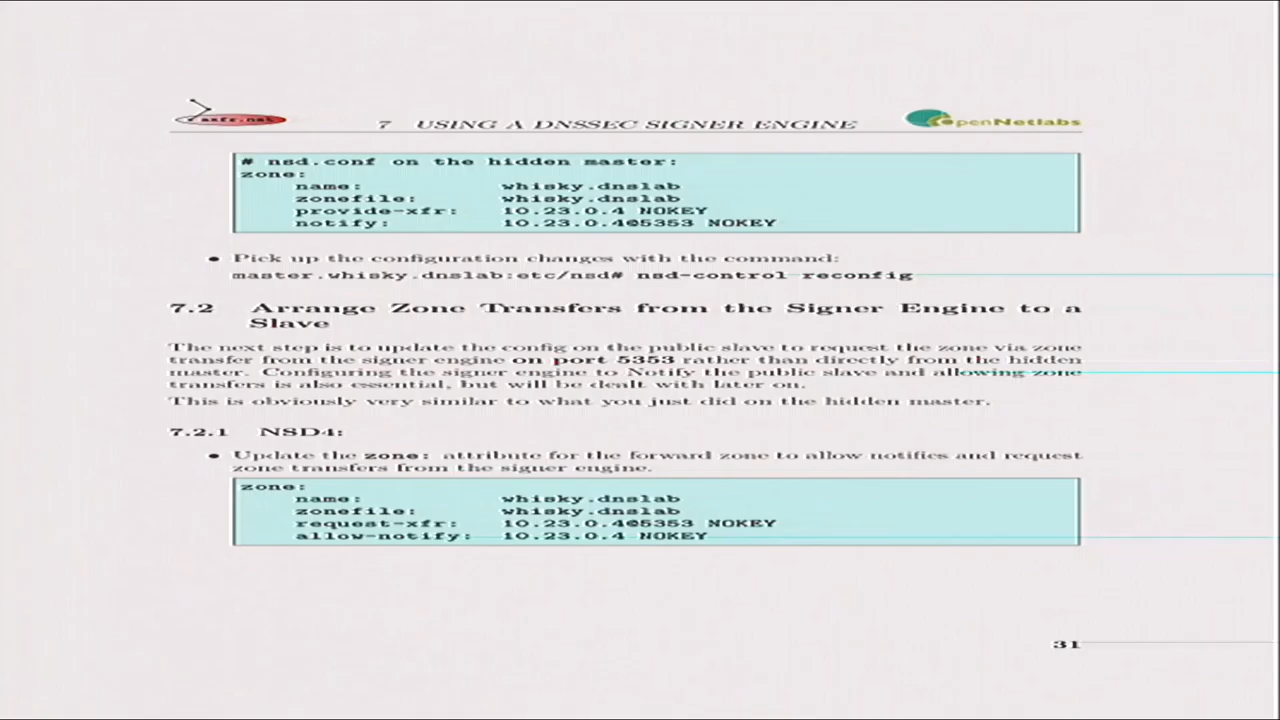 axfr.net
7 USING A DNSSEC SIGNER ENGINE
OpenNetlabs
# nsd.conf on the hidden master:
zone:
name: whisky.dnslab
zonefile: whisky.dnslab
provide-xfr: 10.23.0.4 NOKEY
notify: 10.23.0.4@5353 NOKEY
• Pick up the configuration changes with the command:
master.whisky.dnslab:etc/nsd# nsd-control reconfig
7.2 Arrange Zone Transfers from the Signer Engine to a
Slave
The next step is to update the config on the public slave to request the zone via zone
transfer from the signer engine on port 5353 rather than directly from the hidden
master. Configuring the signer engine to Notify the public slave and allowing zone
transfers is also essential, but will be dealt with later on.
This is obviously very similar to what you just did on the hidden master.
7.2.1 NSD4:
• Update the zone: attribute for the forward zone to allow notifies and request
zone transfers from the signer engine.
zone:
name: whisky.dnslab
zonefile: whisky.dnslab
request-xfr: 10.23.0.4@5353 NOKEY
allow-notify: 10.23.0.4 NOKEY
31